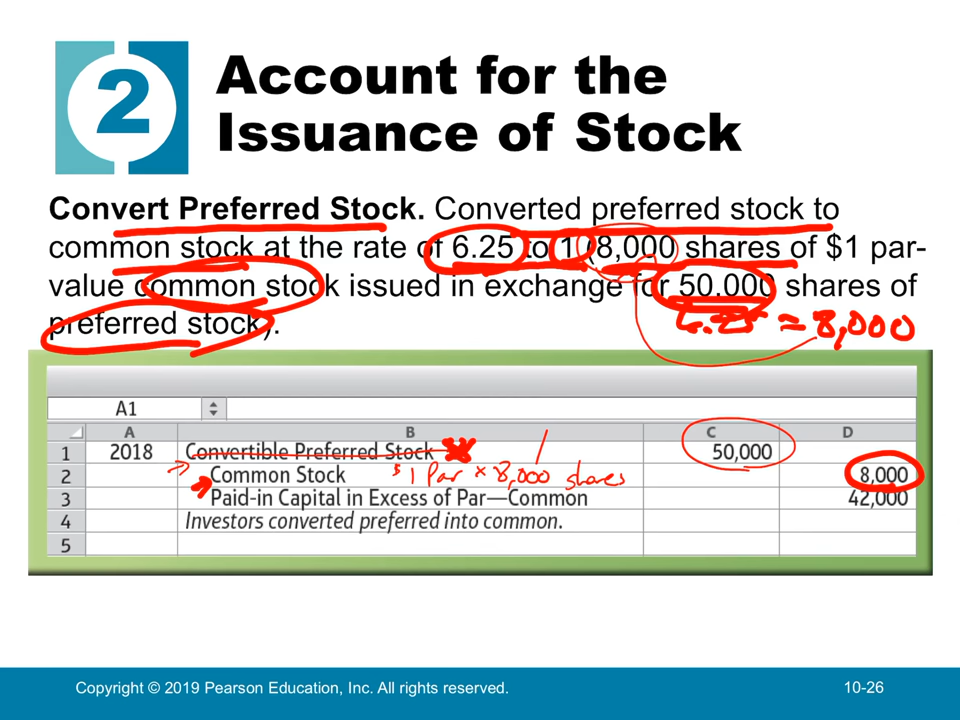 2
Account for the
Issuance of Stock
Convert Preferred Stock. Converted preferred stock to
common stock at the rate of 6.25 to 1 (8,000 shares of $1 par-
value common stock issued in exchange for 50,000 shares of
preferred stock).
6.25 = 8,000
A1
A B C D
1 2018 Convertible Preferred Stock 50,000
2 Common Stock $1 Par × 8,000 shares 8,000
3 Paid-in Capital in Excess of Par—Common 42,000
4 Investors converted preferred into common.
5
Copyright © 2019 Pearson Education, Inc. All rights reserved.
10-26